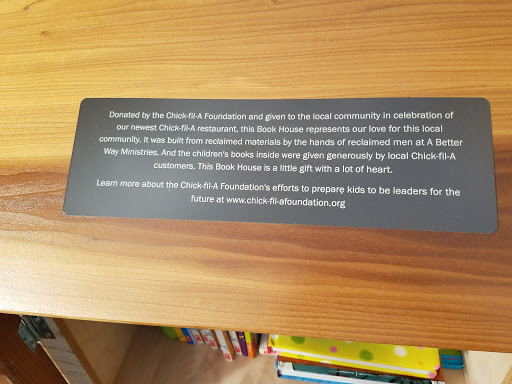 Donated by the Chick-fil-A Foundation and given to the local community in celebration of
our newest Chick-fil-A restaurant, this Book House represents our love for this local
community. It was built from reclaimed materials by the hands of reclaimed men at A Better
Way Ministries. And the children's books inside were given generously by local Chick-fil-A
customers. This Book House is a little gift with a lot of heart.
Learn more about the Chick-fil-A Foundation's efforts to prepare kids to be leaders for the
future at www.chick-fil-afoundation.org